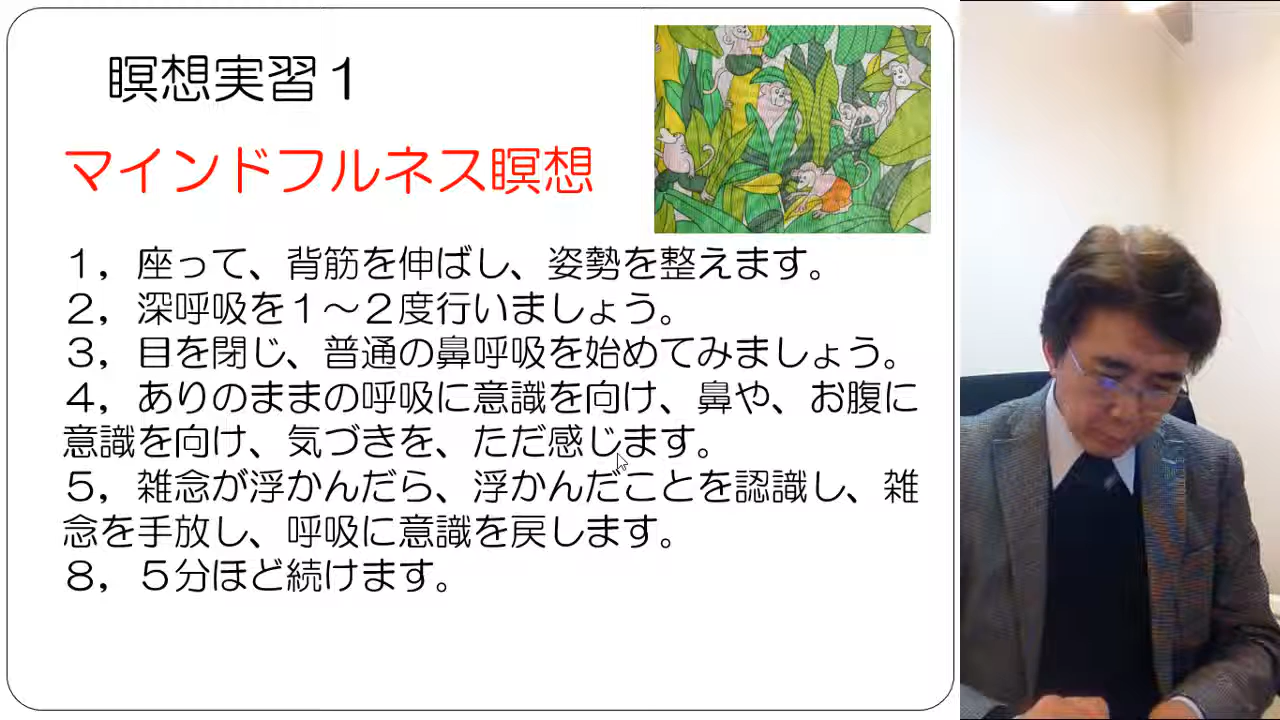 瞑想実習１
マインドフルネス瞑想
１，座って、背筋を伸ばし、姿勢を整えます。
２，深呼吸を１～２度行いましょう。
３，目を閉じ、普通の鼻呼吸を始めてみましょう。
４，ありのままの呼吸に意識を向け、鼻や、お腹に
意識を向け、気づきを、ただ感じます。
５，雑念が浮かんだら、浮かんだことを認識し、雑
念を手放し、呼吸に意識を戻します。
８，５分ほど続けます。